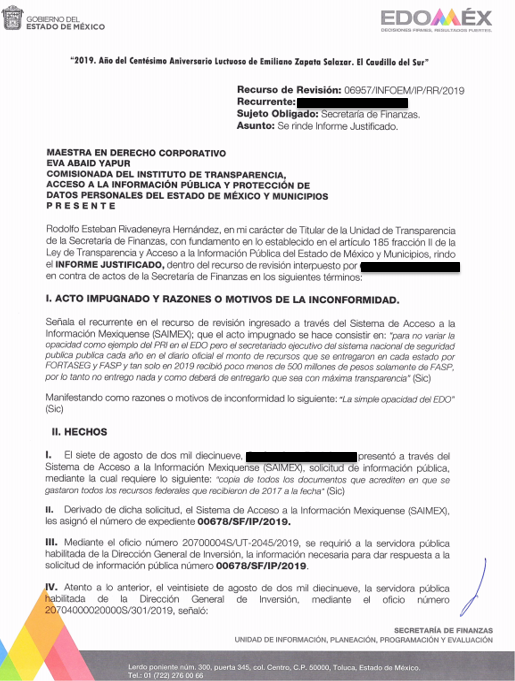 GOBIERNO DEL
ESTADO DE MÉXICO
EDOMÉX
DECISIONES FIRMES, RESULTADOS FUERTES.
"2019. Año del Centésimo Aniversario Luctuoso de Emiliano Zapata Salazar. El Caudillo del Sur"
Recurso de Revisión: 06957/INFOEM/IP/RR/2019
Recurrente:
Sujeto Obligado: Secretaría de Finanzas.
Asunto: Se rinde Informe Justificado.
MAESTRA EN DERECHO CORPORATIVO
EVA ABAID YAPUR
COMISIONADA DEL INSTITUTO DE TRANSPARENCIA,
ACCESO A LA INFORMACIÓN PÚBLICA Y PROTECCIÓN DE
DATOS PERSONALES DEL ESTADO DE MÉXICO Y MUNICIPIOS
P R E S E N T E
Rodolfo Esteban Rivadeneyra Hernández, en mi carácter de Titular de la Unidad de Transparencia
de la Secretaría de Finanzas, con fundamento en lo establecido en el artículo 185 fracción II de la
Ley de Transparencia y Acceso a la Información Pública del Estado de México y Municipios, rindo
el INFORME JUSTIFICADO, dentro del recurso de revisión interpuesto por
en contra de actos de la Secretaría de Finanzas en los siguientes términos:
I. ACTO IMPUGNADO Y RAZONES O MOTIVOS DE LA INCONFORMIDAD.
Señala el recurrente en el recurso de revisión ingresado a través del Sistema de Acceso a la
Información Mexiquense (SAIMEX); que el acto impugnado se hace consistir en: "para no variar la
opacidad como ejemplo del PRI en el EDO pero el secretariado ejecutivo del sistema nacional de seguridad
publica publica cada año en el diario oficial el monto de recursos que se entregaron en cada estado por
FORTASEG y FASP y tan solo en 2019 recibió poco menos de 500 millones de pesos solamente de FASP,
por lo tanto no entrego nada y como deberá de entregarlo que sea con máxima transparencia" (Sic)
Manifestando como razones o motivos de inconformidad lo siguiente: "La simple opacidad del EDO"
(Sic)
II. HECHOS
I. El siete de agosto de dos mil diecinueve, presentó a través del
Sistema de Acceso a la Información Mexiquense (SAIMEX), solicitud de información pública,
mediante la cual requiere lo siguiente: "copia de todos los documentos que acrediten en que se
gastaron todos los recursos federales que recibieron de 2017 a la fecha" (Sic)
II. Derivado de dicha solicitud, el Sistema de Acceso a la Información Mexiquense (SAIMEX),
les asignó el número de expediente 00678/SF/IP/2019.
III. Mediante el oficio número 20700004S/UT-2045/2019, se requirió a la servidora pública
habilitada de la Dirección General de Inversión, la información necesaria para dar respuesta a la
solicitud de información pública número 00678/SF/IP/2019.
IV. Atento a lo anterior, el veintisiete de agosto de dos mil diecinueve, la servidora pública
habilitada de la Dirección General de Inversión, mediante el oficio número
20704000020000S/301/2019, señaló:
SECRETARÍA DE FINANZAS
UNIDAD DE INFORMACIÓN, PLANEACIÓN, PROGRAMACIÓN Y EVALUACIÓN
Lerdo poniente núm. 300, puerta 345, col. Centro, C.P. 50000, Toluca, Estado de México.
Tel.: 01 (722) 276 00 66